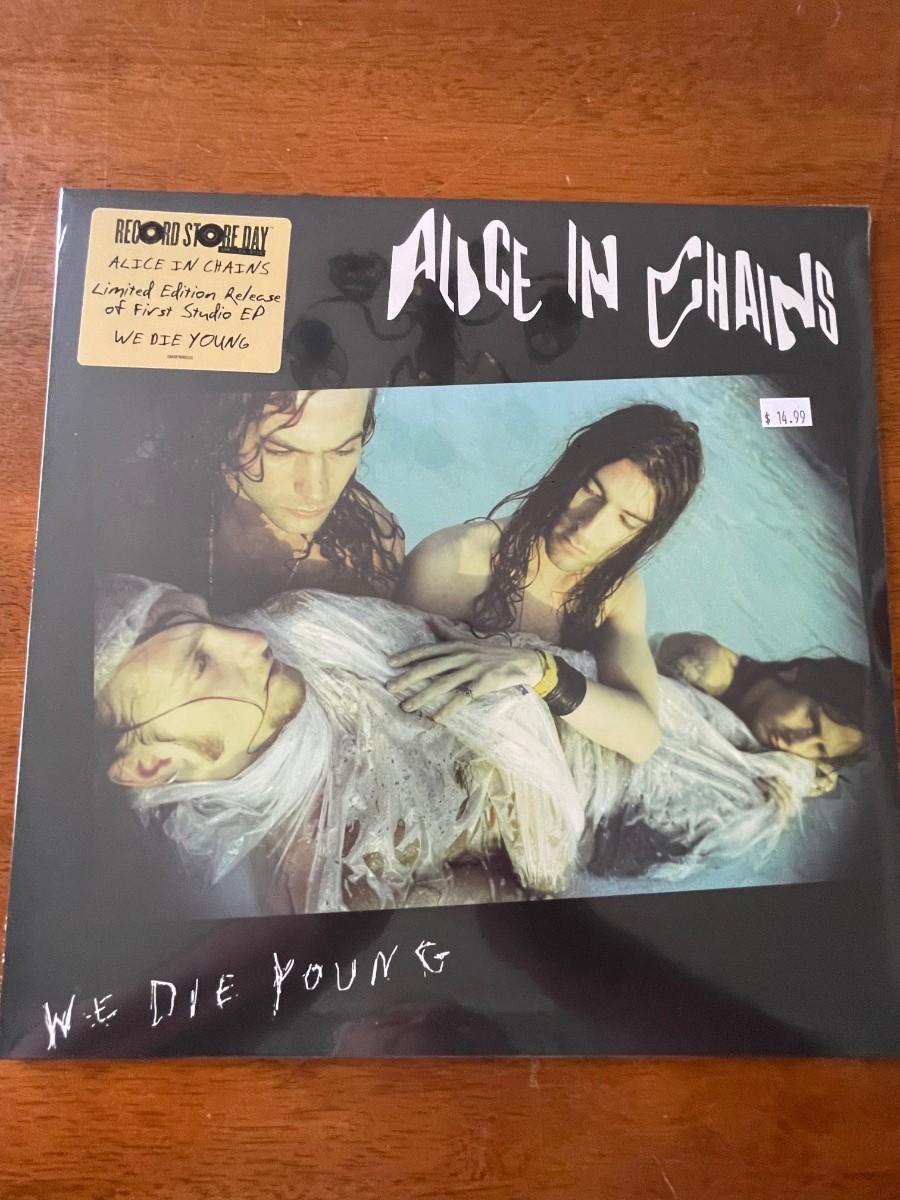 RECORD STORE DAY
ALICE IN CHAINS
Limited Edition Release
of First Studio EP
WE DIE YOUNG
ALICE IN CHAINS
$ 14.99
WE DIE YOUNG